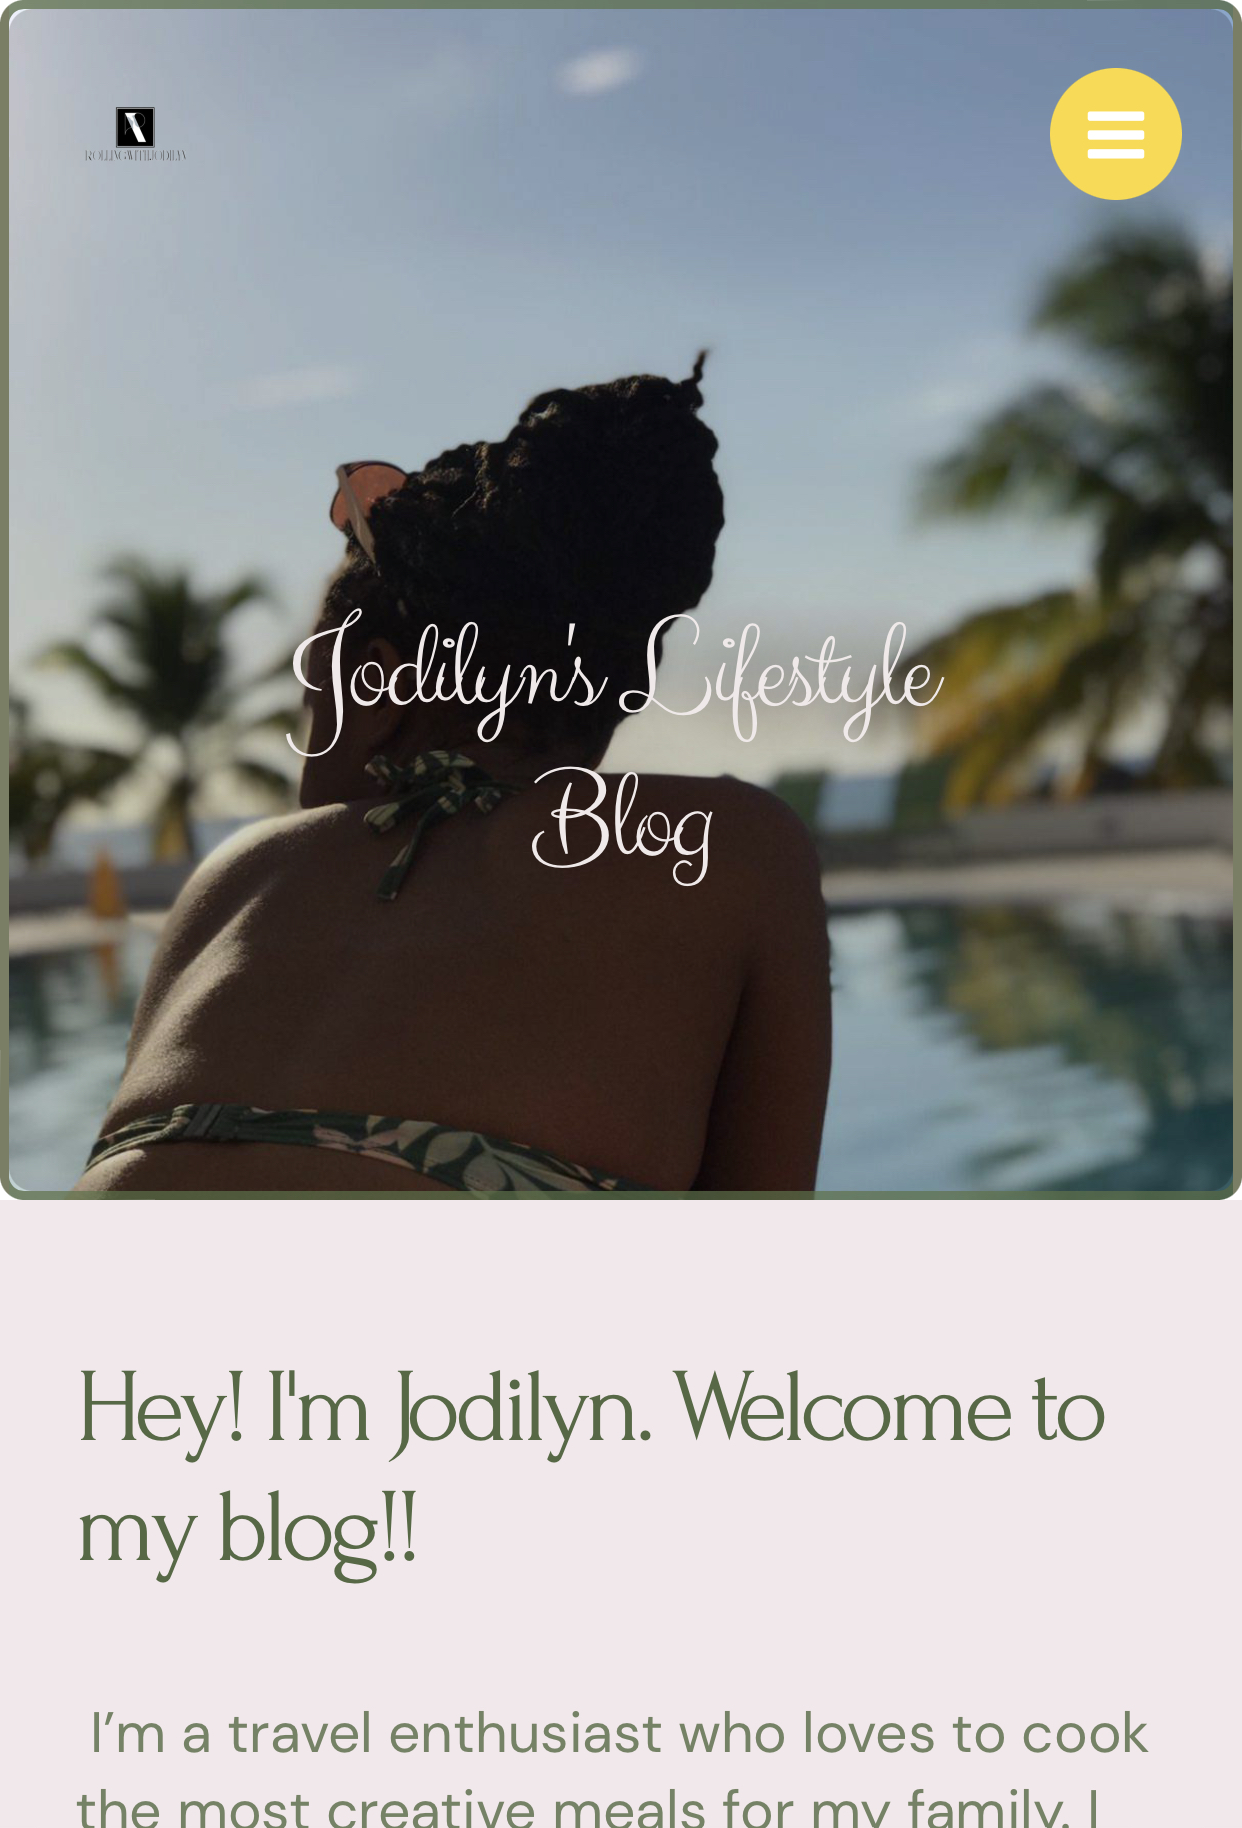 ROLLINGWITHJODILYN
Jodilyn's Lifestyle
Blog
Hey! I'm Jodilyn. Welcome to
my blog!!
I’m a travel enthusiast who loves to cook
the most creative meals for my family. I